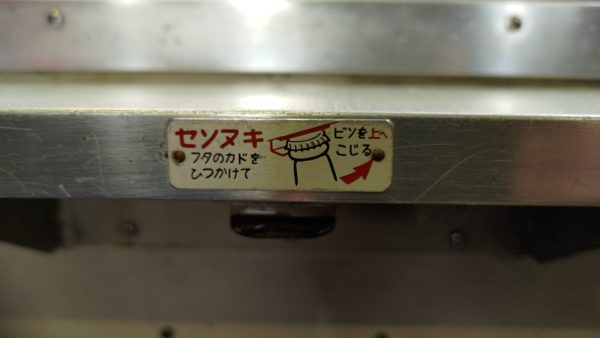 センヌキ
フタのカドを
ひつかけて
ビンを上へ
こじる